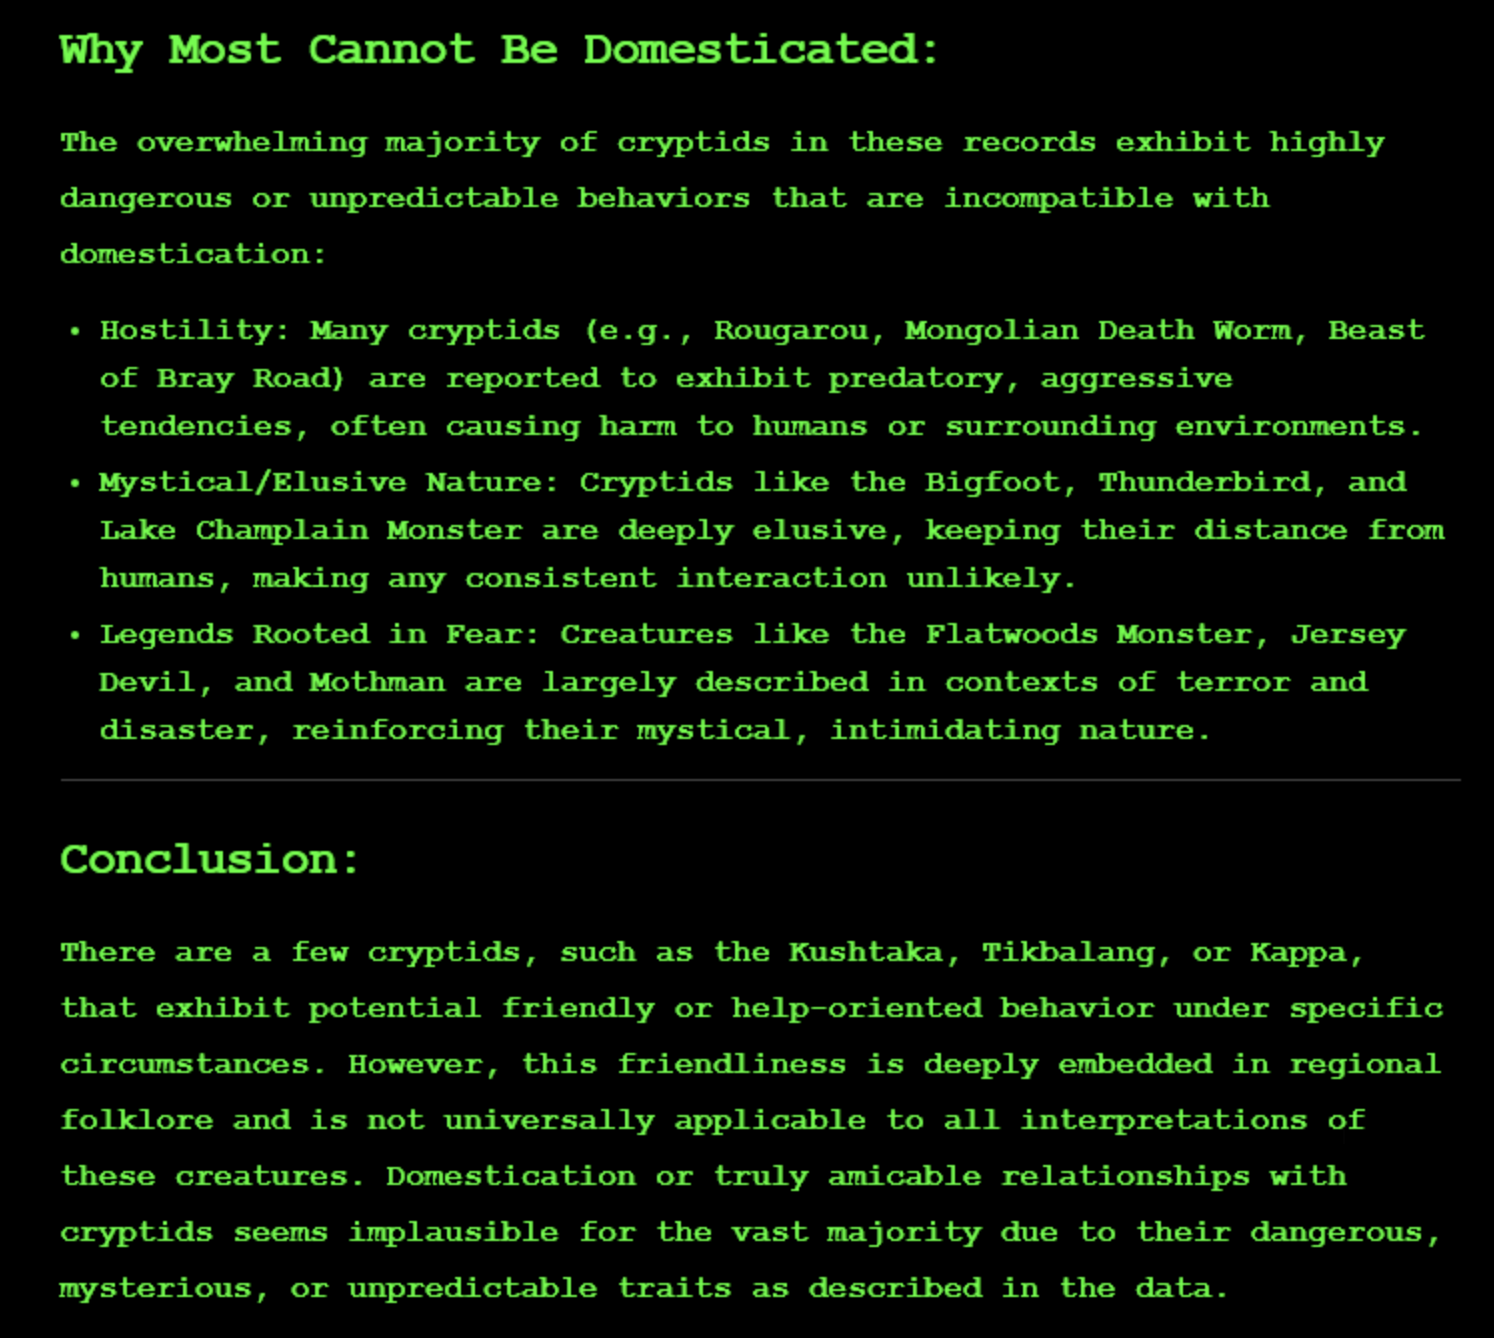 Why Most Cannot Be Domesticated:
The overwhelming majority of cryptids in these records exhibit highly
dangerous or unpredictable behaviors that are incompatible with
domestication:
• Hostility: Many cryptids (e.g., Rougarou, Mongolian Death Worm, Beast
of Bray Road) are reported to exhibit predatory, aggressive
tendencies, often causing harm to humans or surrounding environments.
• Mystical/Elusive Nature: Cryptids like the Bigfoot, Thunderbird, and
Lake Champlain Monster are deeply elusive, keeping their distance from
humans, making any consistent interaction unlikely.
• Legends Rooted in Fear: Creatures like the Flatwoods Monster, Jersey
Devil, and Mothman are largely described in contexts of terror and
disaster, reinforcing their mystical, intimidating nature.
Conclusion:
There are a few cryptids, such as the Kushtaka, Tikbalang, or Kappa,
that exhibit potential friendly or help-oriented behavior under specific
circumstances. However, this friendliness is deeply embedded in regional
folklore and is not universally applicable to all interpretations of
these creatures. Domestication or truly amicable relationships with
cryptids seems implausible for the vast majority due to their dangerous,
mysterious, or unpredictable traits as described in the data.